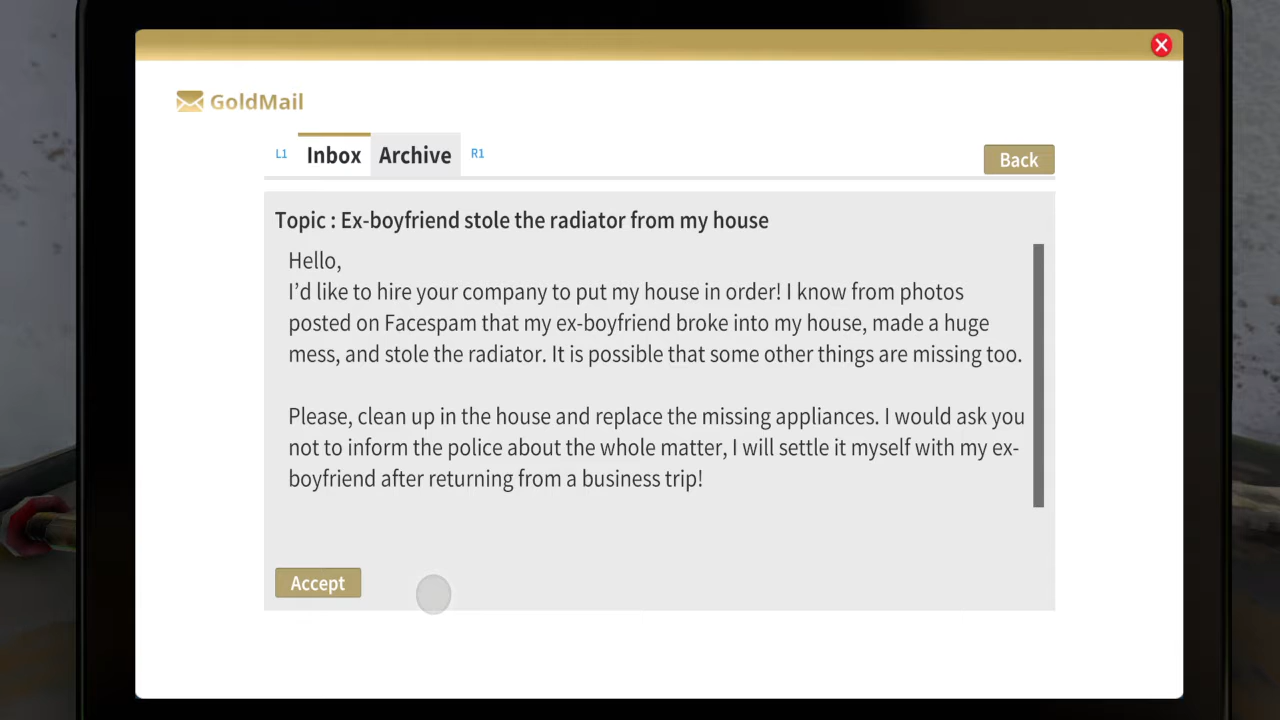 GoldMail
L1 Inbox Archive R1
Back
Topic : Ex-boyfriend stole the radiator from my house
Hello,
I’d like to hire your company to put my house in order! I know from photos
posted on Facespam that my ex-boyfriend broke into my house, made a huge
mess, and stole the radiator. It is possible that some other things are missing too.
Please, clean up in the house and replace the missing appliances. I would ask you
not to inform the police about the whole matter, I will settle it myself with my ex-
boyfriend after returning from a business trip!
Accept